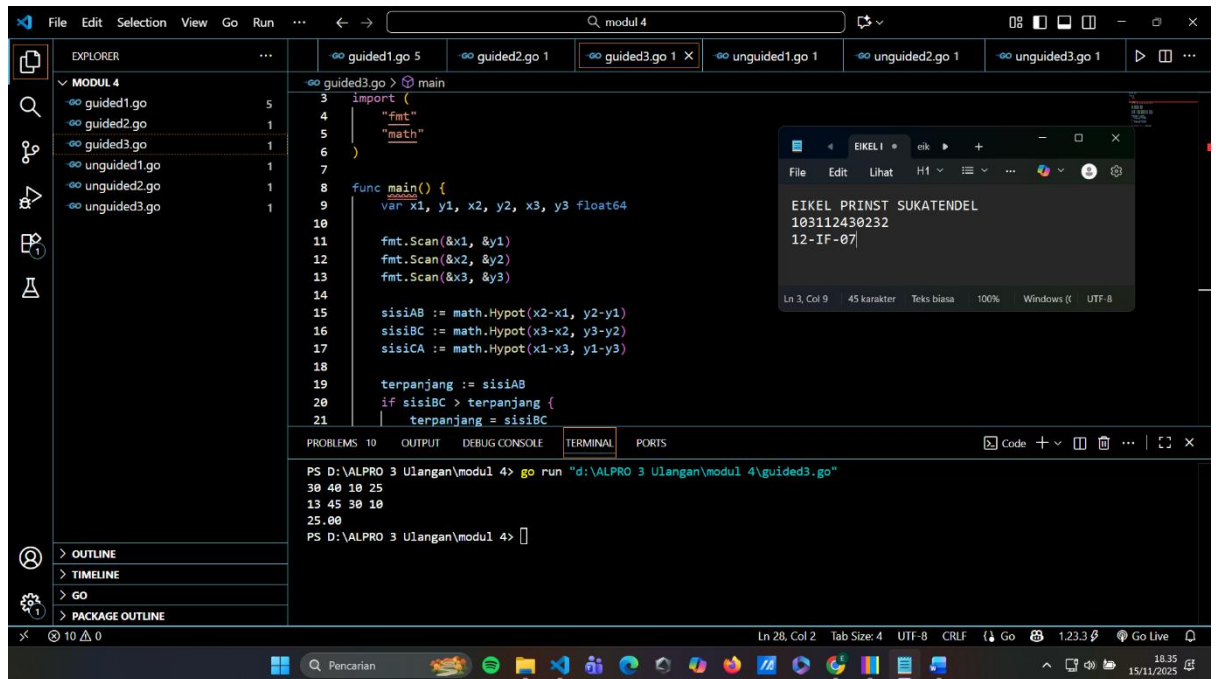 File Edit Selection View Go Run ··· modul 4
EXPLORER ···
MODUL 4
guided1.go 5
guided2.go 1
guided3.go 1
unguided1.go 1
unguided2.go 1
unguided3.go 1
OUTLINE
TIMELINE
GO
PACKAGE OUTLINE
guided1.go 5 guided2.go 1 guided3.go 1 unguided1.go 1 unguided2.go 1 unguided3.go 1 ···
guided3.go > main
3 import (
4 "fmt"
5 "math"
6 )
7
8 func main() {
9 var x1, y1, x2, y2, x3, y3 float64
10
11 fmt.Scan(&x1, &y1)
12 fmt.Scan(&x2, &y2)
13 fmt.Scan(&x3, &y3)
14
15 sisiAB := math.Hypot(x2-x1, y2-y1)
16 sisiBC := math.Hypot(x3-x2, y3-y2)
17 sisiCA := math.Hypot(x1-x3, y1-y3)
18
19 terpanjang := sisiAB
20 if sisiBC > terpanjang {
21 terpanjang = sisiBC
EIKEL I eik
File Edit Lihat H1 ···
EIKEL PRINST SUKATENDEL
103112430232
12-IF-07
Ln 3, Col 9 45 karakter Teks biasa 100% Windows (C UTF-8
PROBLEMS 10 OUTPUT DEBUG CONSOLE TERMINAL PORTS Code
PS D:\ALPRO 3 Ulangan\modul 4> go run "d:\ALPRO 3 Ulangan\modul 4\guided3.go"
30 40 10 25
13 45 30 10
25.00
PS D:\ALPRO 3 Ulangan\modul 4>
10 0 Ln 28, Col 2 Tab Size: 4 UTF-8 CRLF Go 1.23.3 Go Live
Pencarian 18.35
15/11/2025